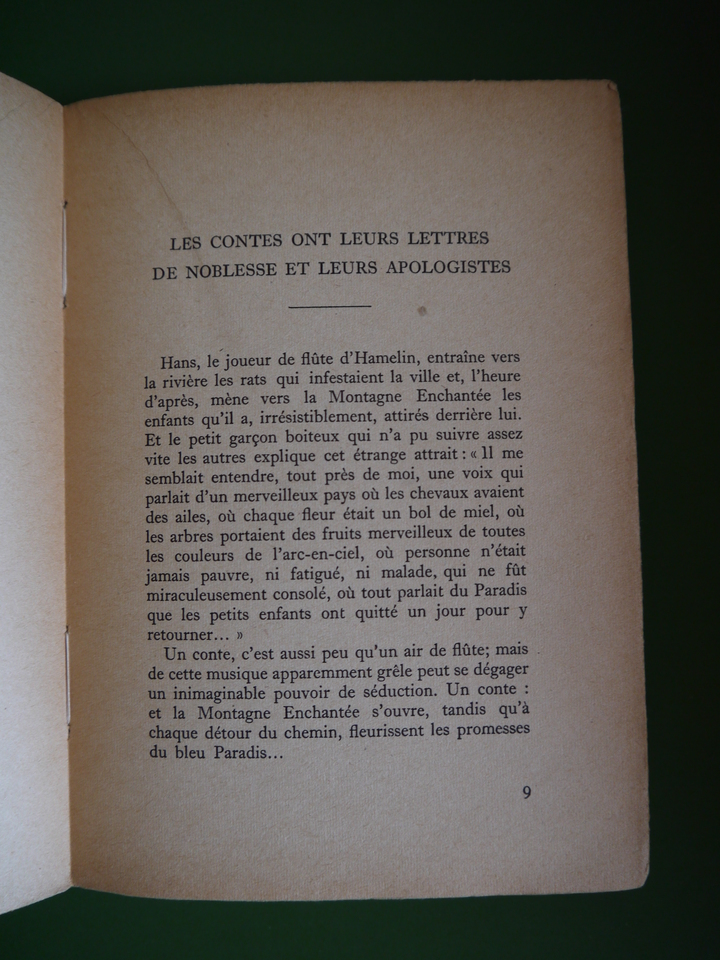 LES CONTES ONT LEURS LETTRES
DE NOBLESSE ET LEURS APOLOGISTES
Hans, le joueur de flûte d'Hamelin, entraîne vers
la rivière les rats qui infestaient la ville et, l'heure
d'après, mène vers la Montagne Enchantée les
enfants qu'il a, irrésistiblement, attirés derrière lui.
Et le petit garçon boiteux qui n'a pu suivre assez
vite les autres explique cet étrange attrait : « Il me
semblait entendre, tout près de moi, une voix qui
parlait d'un merveilleux pays où les chevaux avaient
des ailes, où chaque fleur était un bol de miel, où
les arbres portaient des fruits merveilleux de toutes
les couleurs de l'arc-en-ciel, où personne n'était
jamais pauvre, ni fatigué, ni malade, qui ne fût
miraculeusement consolé, où tout parlait du Paradis
que les petits enfants ont quitté un jour pour y
retourner... »
Un conte, c'est aussi peu qu'un air de flûte; mais
de cette musique apparemment grêle peut se dégager
un inimaginable pouvoir de séduction. Un conte :
et la Montagne Enchantée s'ouvre, tandis qu'à
chaque détour du chemin, fleurissent les promesses
du bleu Paradis...
9